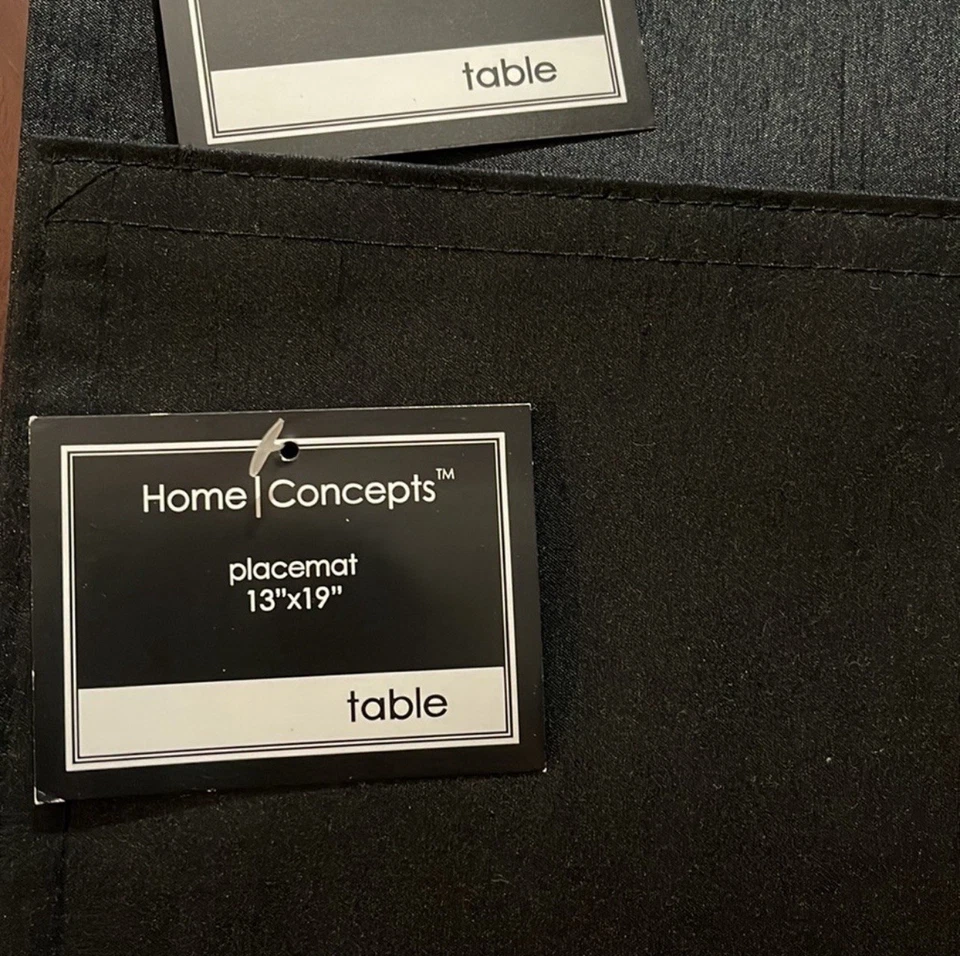 table
Home|Concepts™
placemat
13"x19"
table